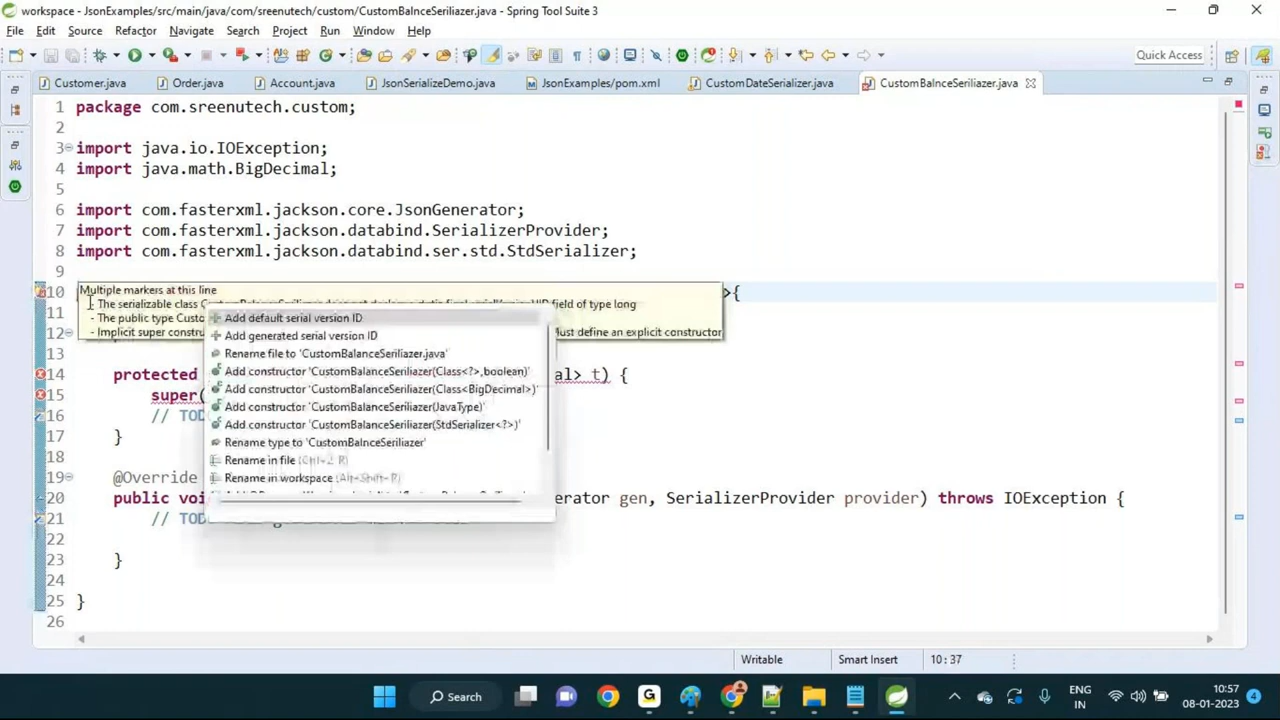 workspace - JsonExamples/src/main/java/com/sreenutech/custom/CustomBalnceSeriliazer.java - Spring Tool Suite 3
File Edit Source Refactor Navigate Search Project Run Window Help
Quick Access
Customer.java Order.java Account.java JsonSerializeDemo.java JsonExamples/pom.xml CustomDateSerializer.java CustomBalnceSeriliazer.java
1 package com.sreenutech.custom;
2
3 import java.io.IOException;
4 import java.math.BigDecimal;
5
6 import com.fasterxml.jackson.core.JsonGenerator;
7 import com.fasterxml.jackson.databind.SerializerProvider;
8 import com.fasterxml.jackson.databind.ser.std.StdSerializer;
9
Multiple markers at this line
10 >{
- The serializable class field of type long
11
- The public type Custo
12 - Implicit super constru Must define an explicit constructor
Add default serial version ID
Add generated serial version ID
Rename file to 'CustomBalanceSeriliazer.java'
Add constructor 'CustomBalanceSeriliazer(Class<?>,boolean)'
Add constructor 'CustomBalanceSeriliazer(Class<BigDecimal>)'
Add constructor 'CustomBalanceSeriliazer(JavaType)'
Add constructor 'CustomBalanceSeriliazer(StdSerializer<?>)'
Rename type to 'CustomBalnceSeriliazer'
Rename in file (Ctrl+2, R)
Rename in workspace (Alt+Shift+R)
14 protected al> t) {
15 super(
16 // TOD
17 }
18
19 @Override
20 public voi erator gen, SerializerProvider provider) throws IOException {
21 // TOD
22
23 }
24
25 }
26
Writable Smart Insert 10 : 37
Search
ENG
IN
10:57
08-01-2023
4